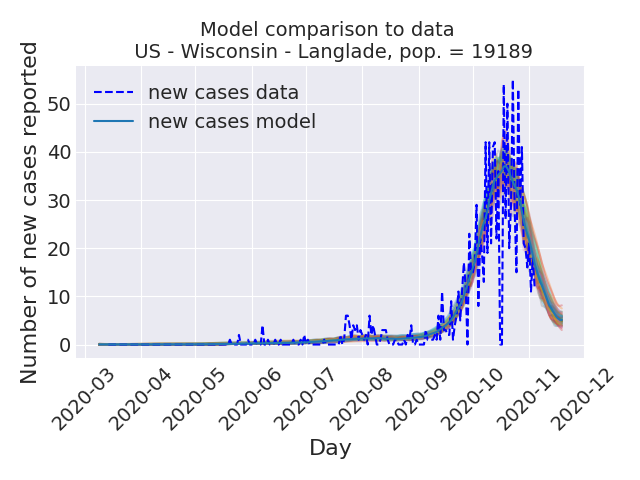 Model comparison to data
US - Wisconsin - Langlade, pop. = 19189
Number of new cases reported
50
40
30
20
10
0
new cases data
new cases model
2020-03
2020-04
2020-05
2020-06
2020-07
2020-08
2020-09
2020-10
2020-11
2020-12
Day